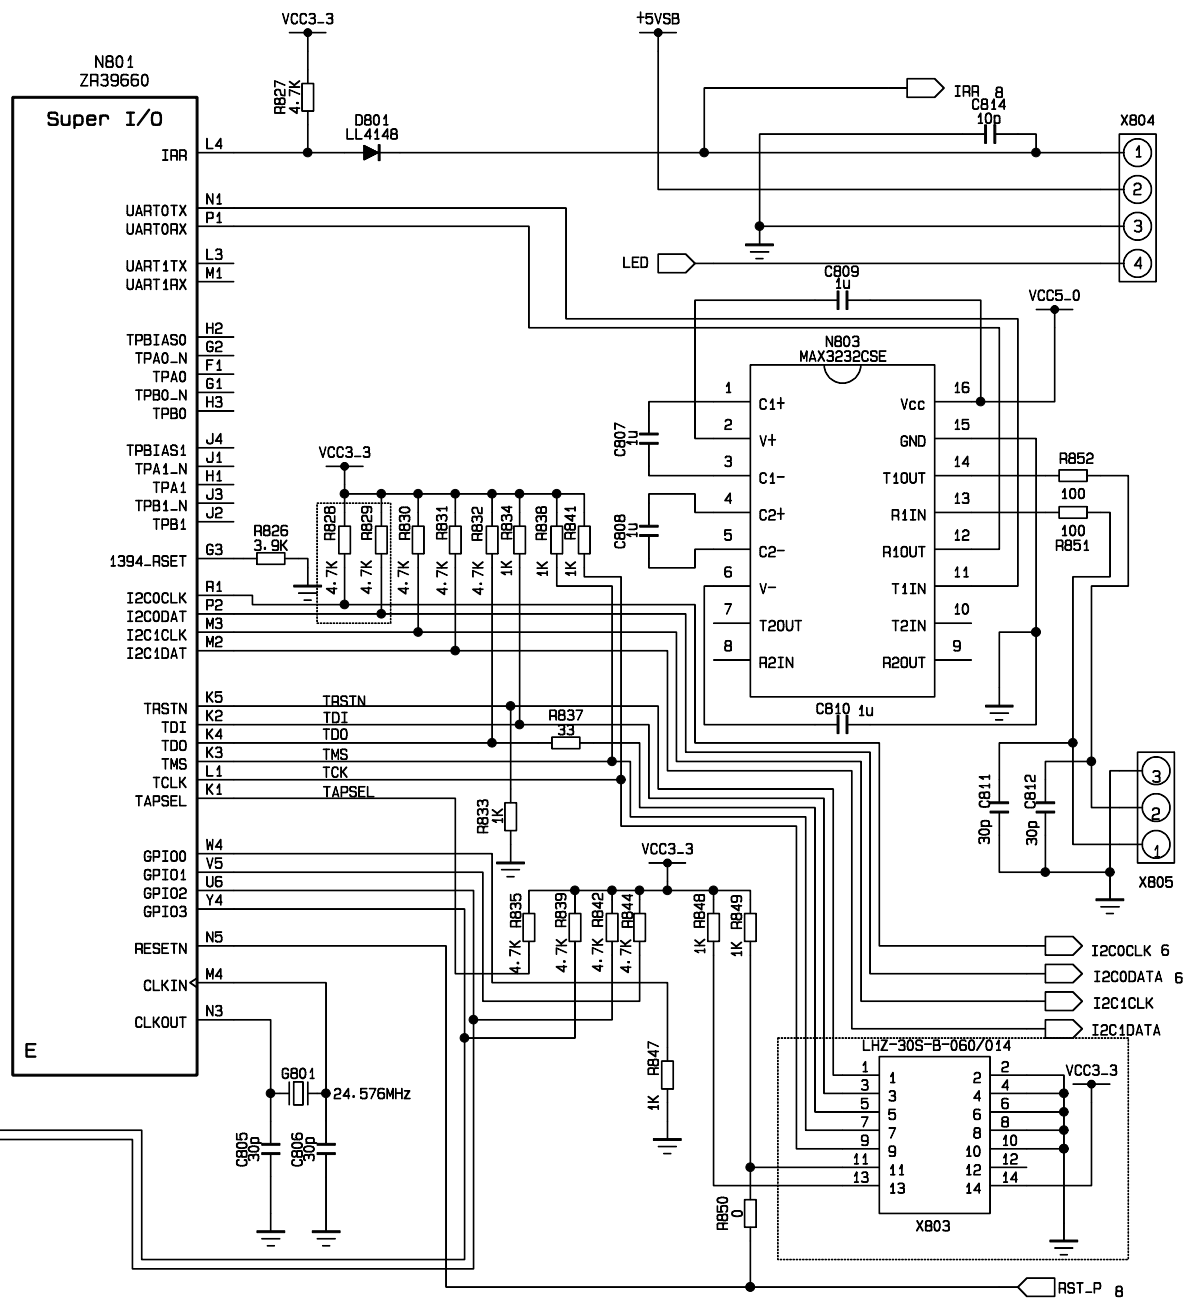 VCC3_3
+5VSB
N801
ZR39660
Super I/O
R827
4.7K
D801
LL4148
IRR 8
C814
10p
X804
1
2
3
4
IRR L4
UART0TX N1
UART0RX P1
UART1TX L3
UART1RX M1
LED
C809
1u
VCC5_0
TPBIAS0 H2
TPA0_N G2
TPA0 F1
TPB0_N G1
TPB0 H3
TPBIAS1 J4
TPA1_N J1
TPA1 H1
TPB1_N J3
TPB1 J2
1394_RSET G3
R826
3.9K
N803
MAX3232CSE
1 C1+ Vcc 16
2 V+ GND 15
3 C1- T1OUT 14
4 C2+ R1IN 13
5 C2- R1OUT 12
6 V- T1IN 11
7 T2OUT T2IN 10
8 R2IN R2OUT 9
C807
1u
C808
1u
C810 1u
R852
100
100
R851
VCC3_3
R828
4.7K
R829
4.7K
R830
4.7K
R831
4.7K
R832
4.7K
R834
1K
R838
1K
R841
1K
I2C0CLK R1
I2C0DAT P2
I2C1CLK M3
I2C1DAT M2
TRSTN K5 TRSTN
TDI K2 TDI
TDO K4 TDO
TMS K3 TMS
TCLK L1 TCK
TAPSEL K1 TAPSEL
R837
33
R833
1K
C811
30p
C812
30p
3
2
1
X805
GPIO0 W4
GPIO1 V5
GPIO2 U6
GPIO3 Y4
RESETN N5
CLKIN M4
CLKOUT N3
E
VCC3_3
R835
4.7K
R839
4.7K
R842
4.7K
R844
4.7K
R848
1K
R849
1K
R847
1K
I2C0CLK 6
I2C0DATA 6
I2C1CLK
I2C1DATA
G801
24.576MHz
C805
30p
C806
30p
LHZ-30S-B-060/014
VCC3_3
1 1 2 2
3 3 4 4
5 5 6 6
7 7 8 8
9 9 10 10
11 11 12 12
13 13 14 14
X803
R850
0
RST_P 8